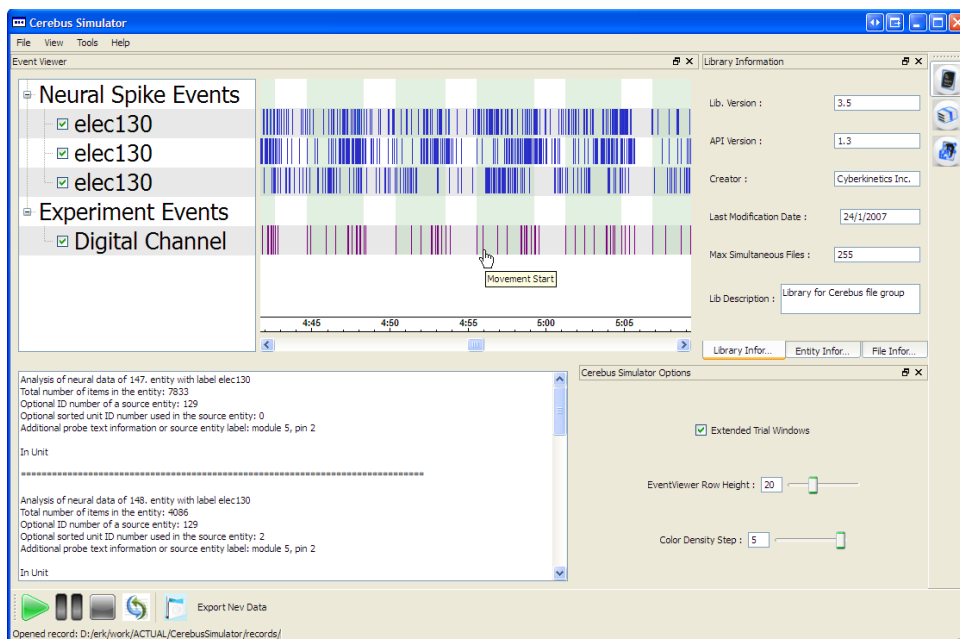 Cerebus Simulator
File View Tools Help
Event Viewer
Library Information
Neural Spike Events
elec130
elec130
elec130
Experiment Events
Digital Channel
Movement Start
4:45 4:50 4:55 5:00 5:05
Lib. Version : 3.5
API Version : 1.3
Creator : Cyberkinetics Inc.
Last Modification Date : 24/1/2007
Max Simultaneous Files : 255
Lib Description : Library for Cerebus file group
Library Infor... Entity Infor... File Infor...
Analysis of neural data of 147. entity with label elec130
Total number of items in the entity: 7833
Optional ID number of a source entity: 129
Optional sorted unit ID number used in the source entity: 0
Additional probe text information or source entity label: module 5, pin 2
In Unit
==============================================================================
Analysis of neural data of 148. entity with label elec130
Total number of items in the entity: 4086
Optional ID number of a source entity: 129
Optional sorted unit ID number used in the source entity: 2
Additional probe text information or source entity label: module 5, pin 2
In Unit
Cerebus Simulator Options
Extended Trial Windows
EventViewer Row Height : 20
Color Density Step : 5
Export Nev Data
Opened record: D:/erk/work/ACTUAL/CerebusSimulator/records/